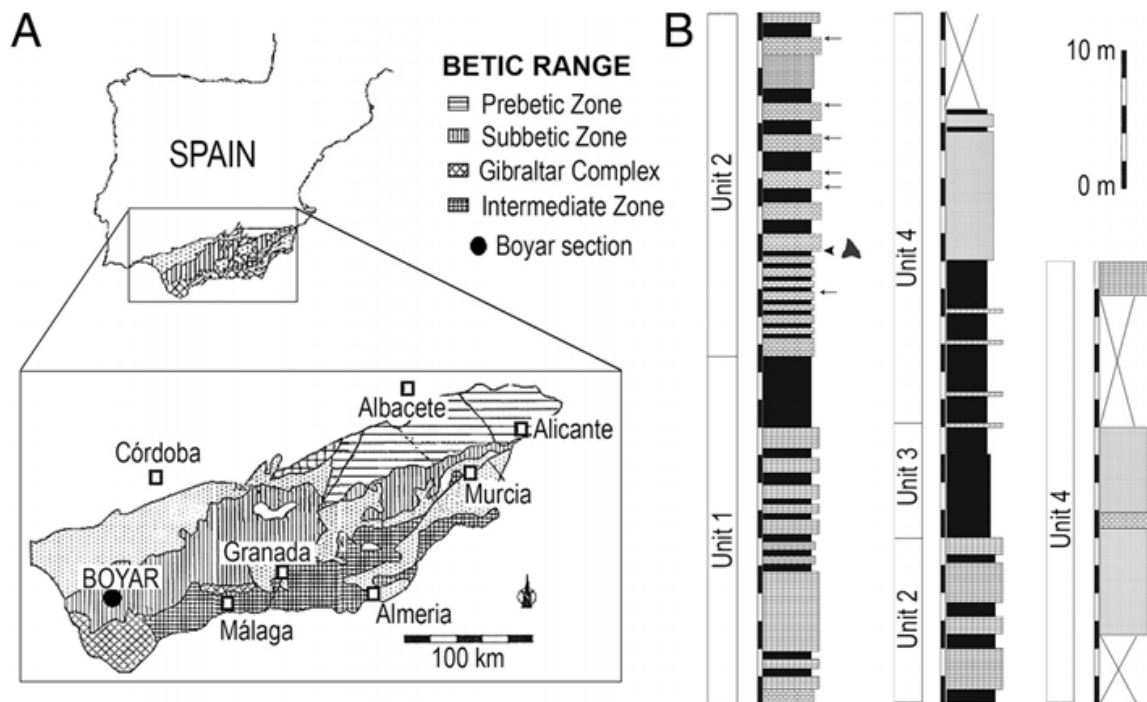 A
SPAIN
BETIC RANGE
Prebetic Zone
Subbetic Zone
Gibraltar Complex
Intermediate Zone
Boyar section
Albacete
Alicante
Córdoba
Murcia
Granada
BOYAR
Almeria
Málaga
100 km
B
Unit 2
Unit 1
Unit 4
Unit 3
Unit 2
10 m
0 m
Unit 4